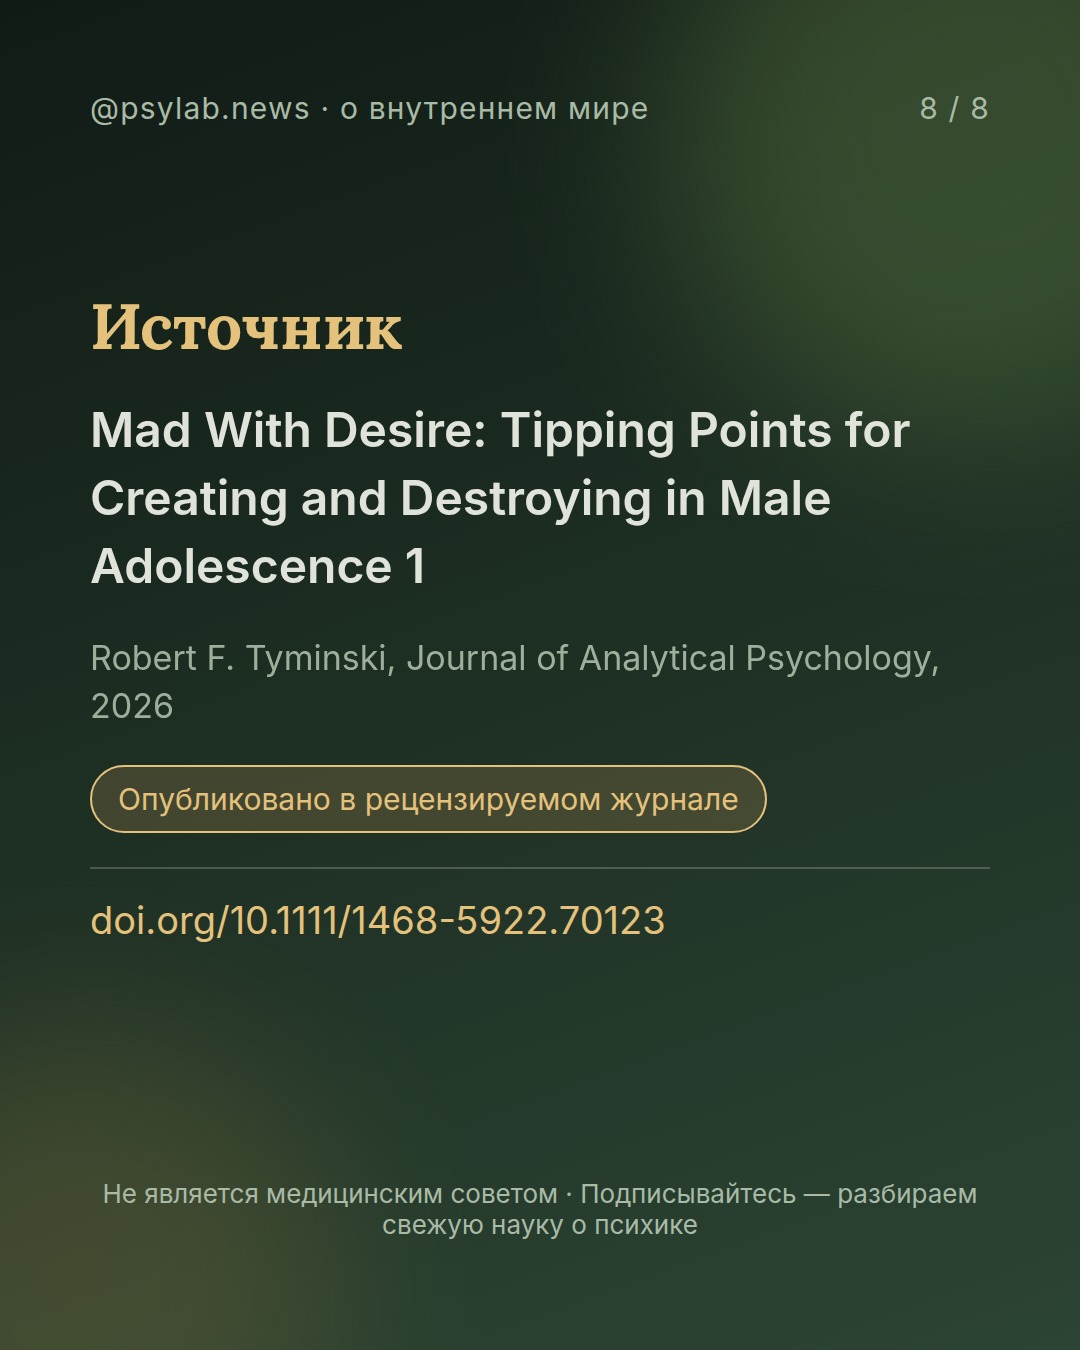 @psylab.news · о внутреннем мире
8 / 8
Источник
Mad With Desire: Tipping Points for
Creating and Destroying in Male
Adolescence 1
Robert F. Tyminski, Journal of Analytical Psychology,
2026
Опубликовано в рецензируемом журнале
doi.org/10.1111/1468-5922.70123
Не является медицинским советом · Подписывайтесь — разбираем
свежую науку о психике